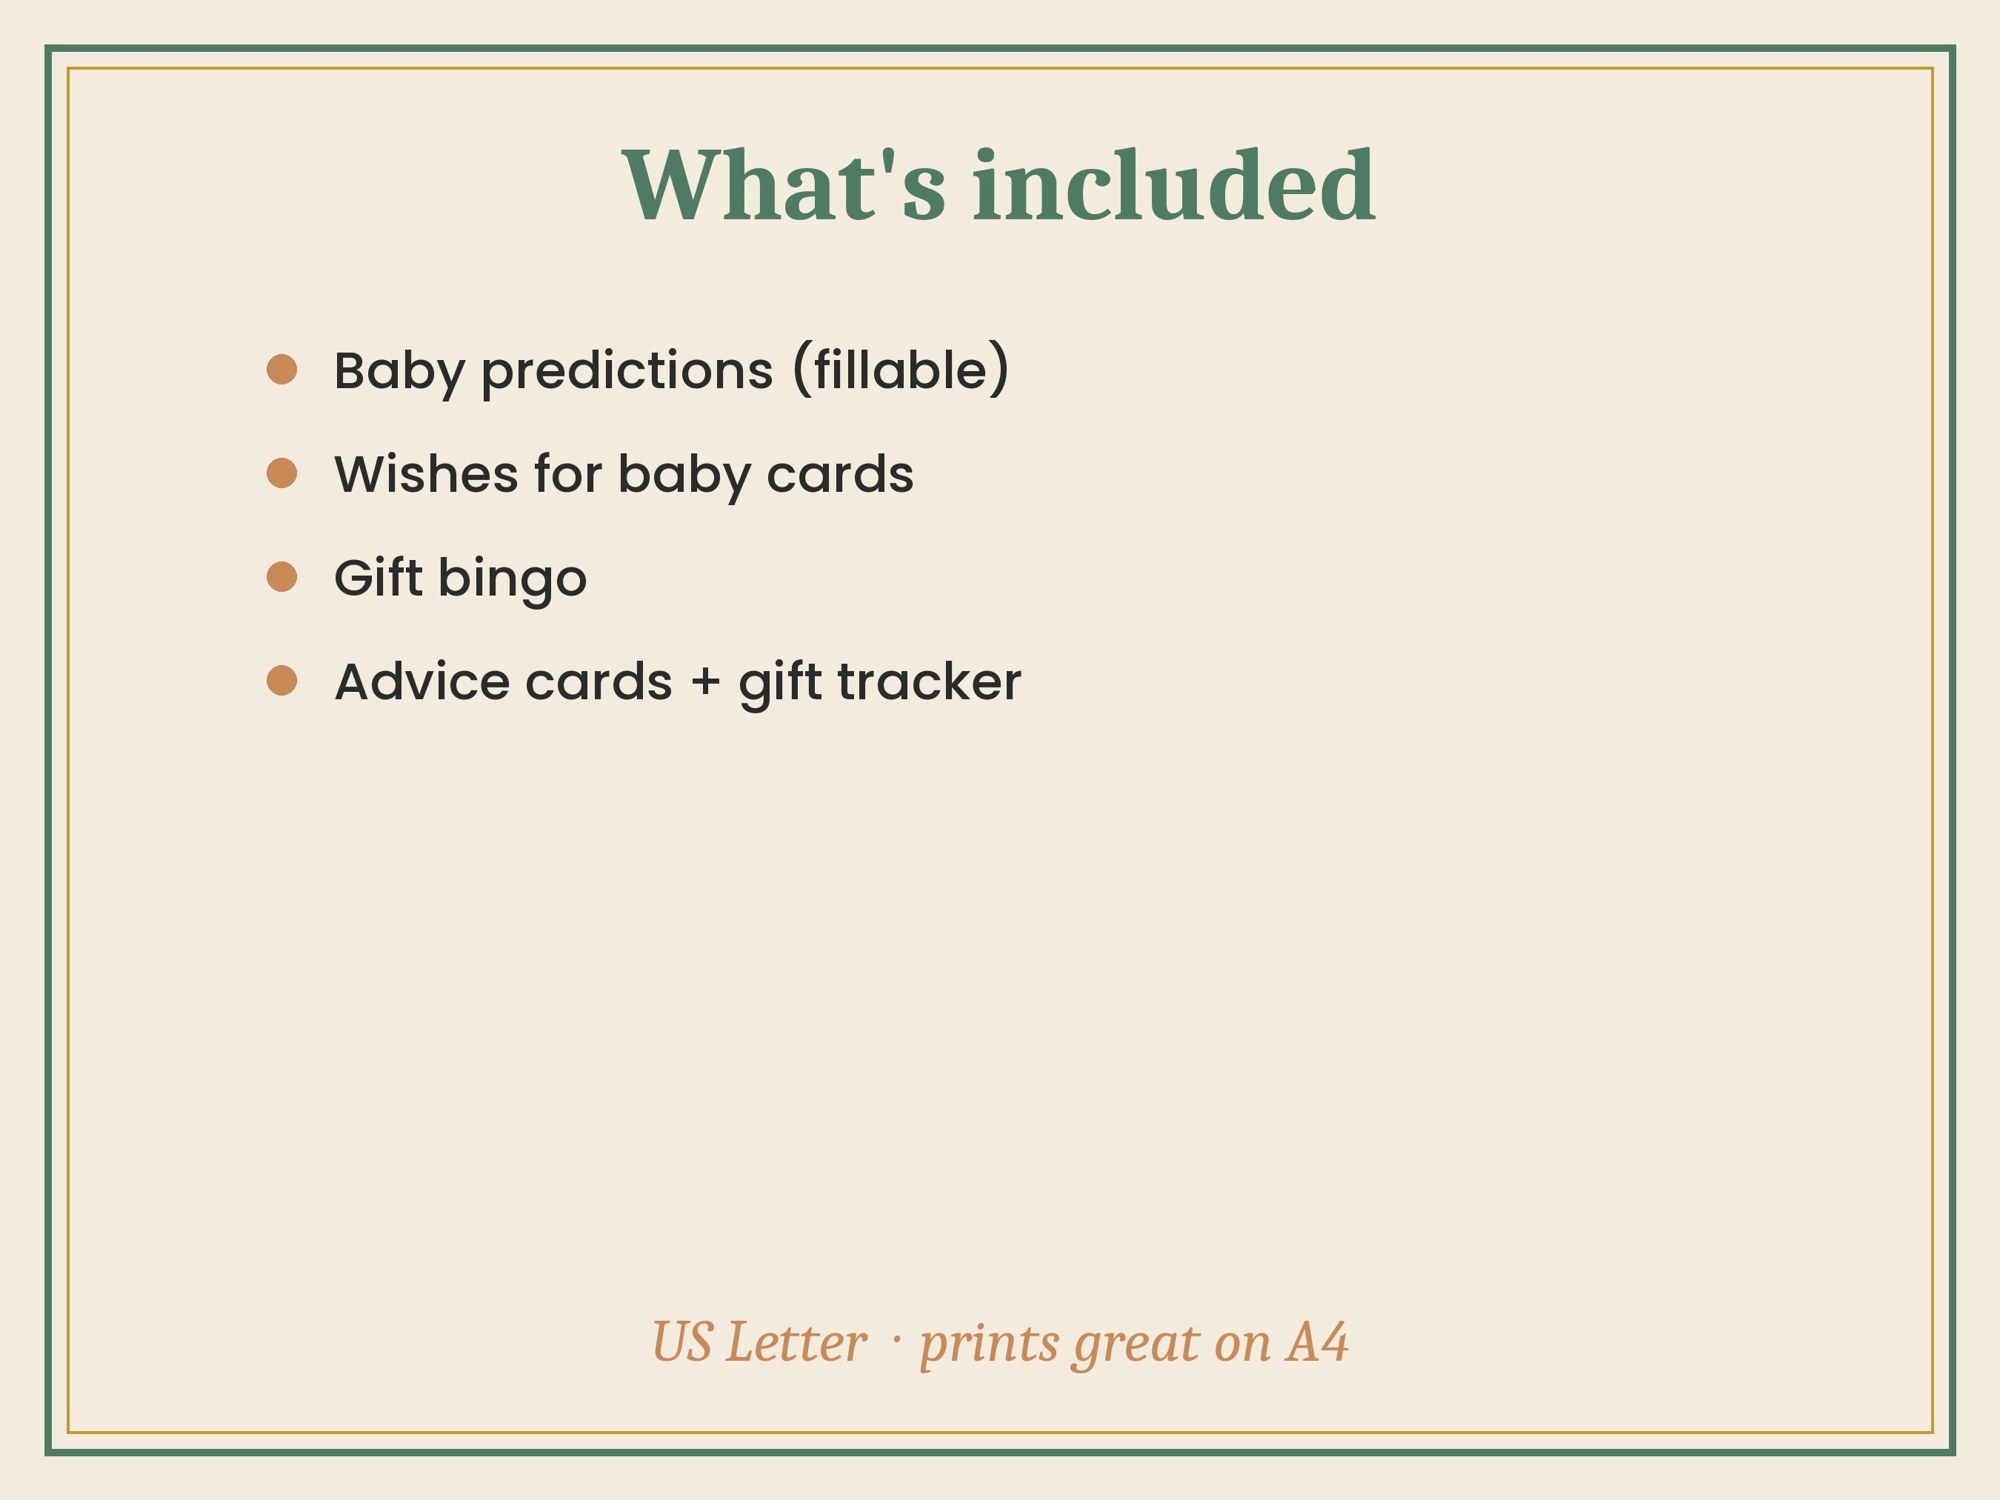 What's included
Baby predictions (fillable)
Wishes for baby cards
Gift bingo
Advice cards + gift tracker
US Letter · prints great on A4